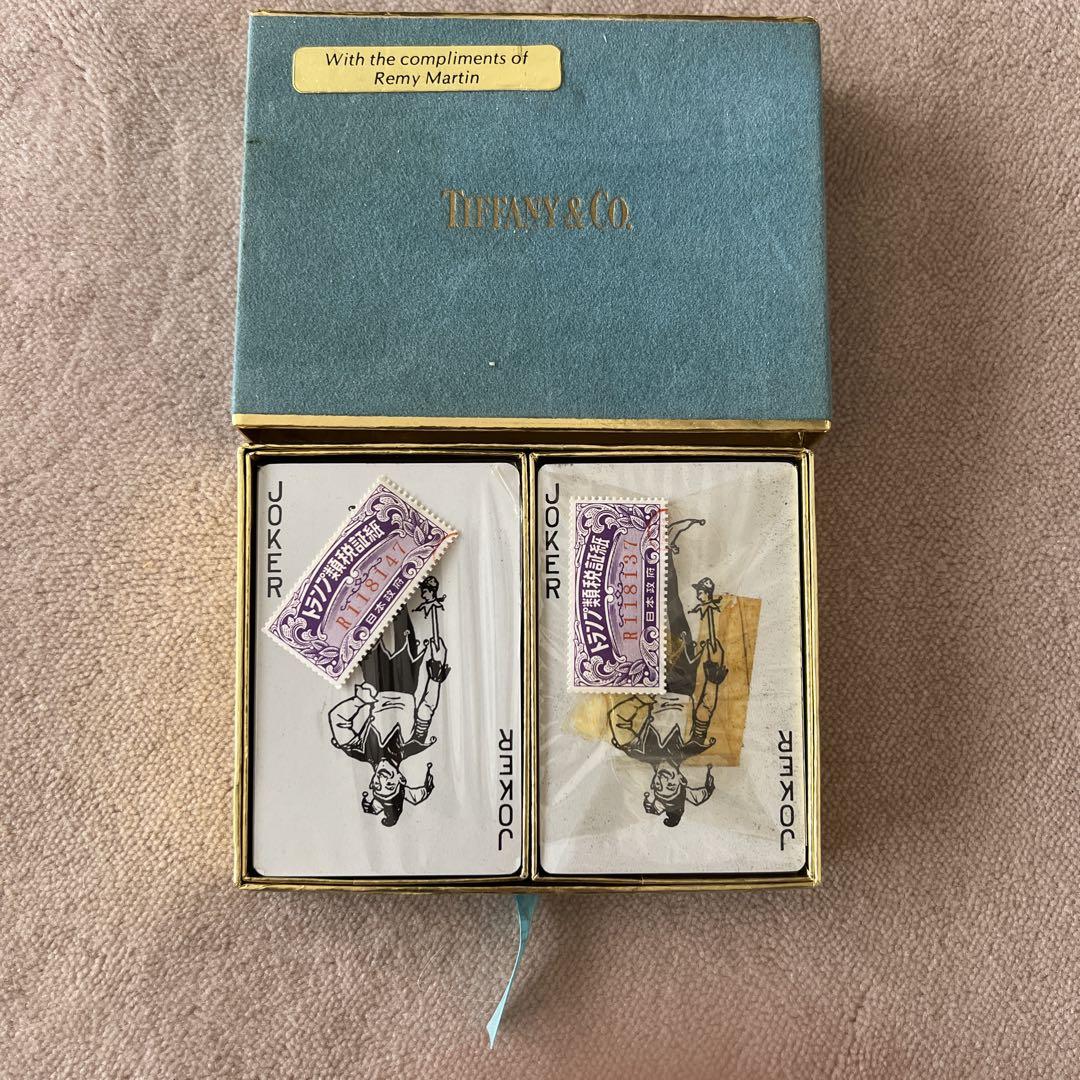 With the compliments of
Remy Martin
TIFFANY & CO.
JOKER
トランプ類税証紙
R118147
日本政府
JOKER
JOKER
トランプ類税証紙
R118137
日本政府
JOKER